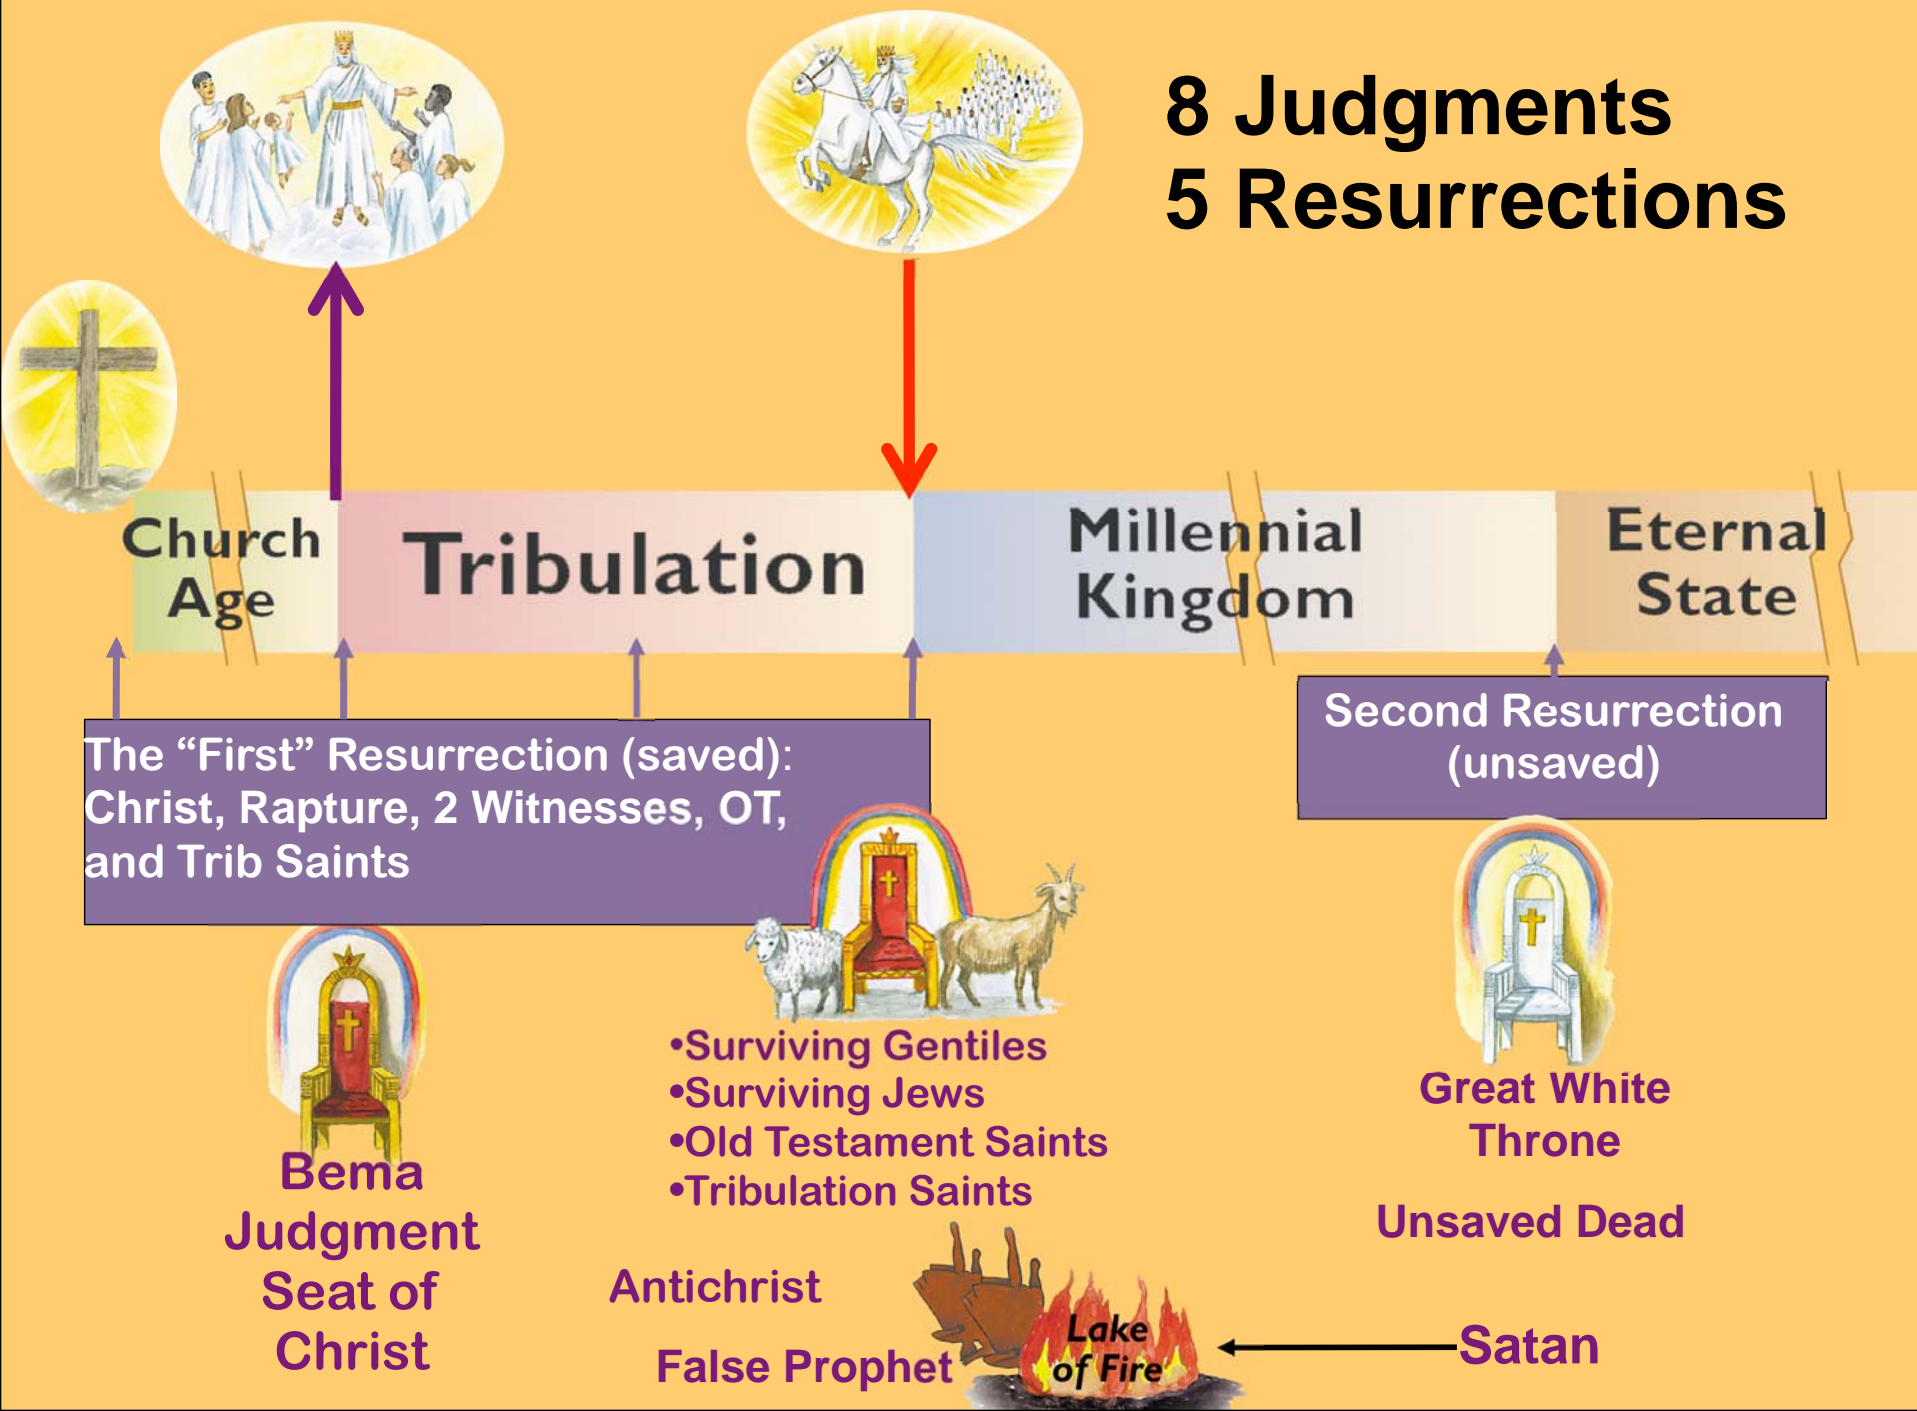 8 Judgments
5 Resurrections
Church
Age
Tribulation
Millennial
Kingdom
Eternal
State
The “First” Resurrection (saved):
Christ, Rapture, 2 Witnesses, OT,
and Trib Saints
Second Resurrection
(unsaved)
Bema
Judgment
Seat of
Christ
•Surviving Gentiles
•Surviving Jews
•Old Testament Saints
•Tribulation Saints
Antichrist
False Prophet
Lake
of Fire
Great White
Throne
Unsaved Dead
Satan